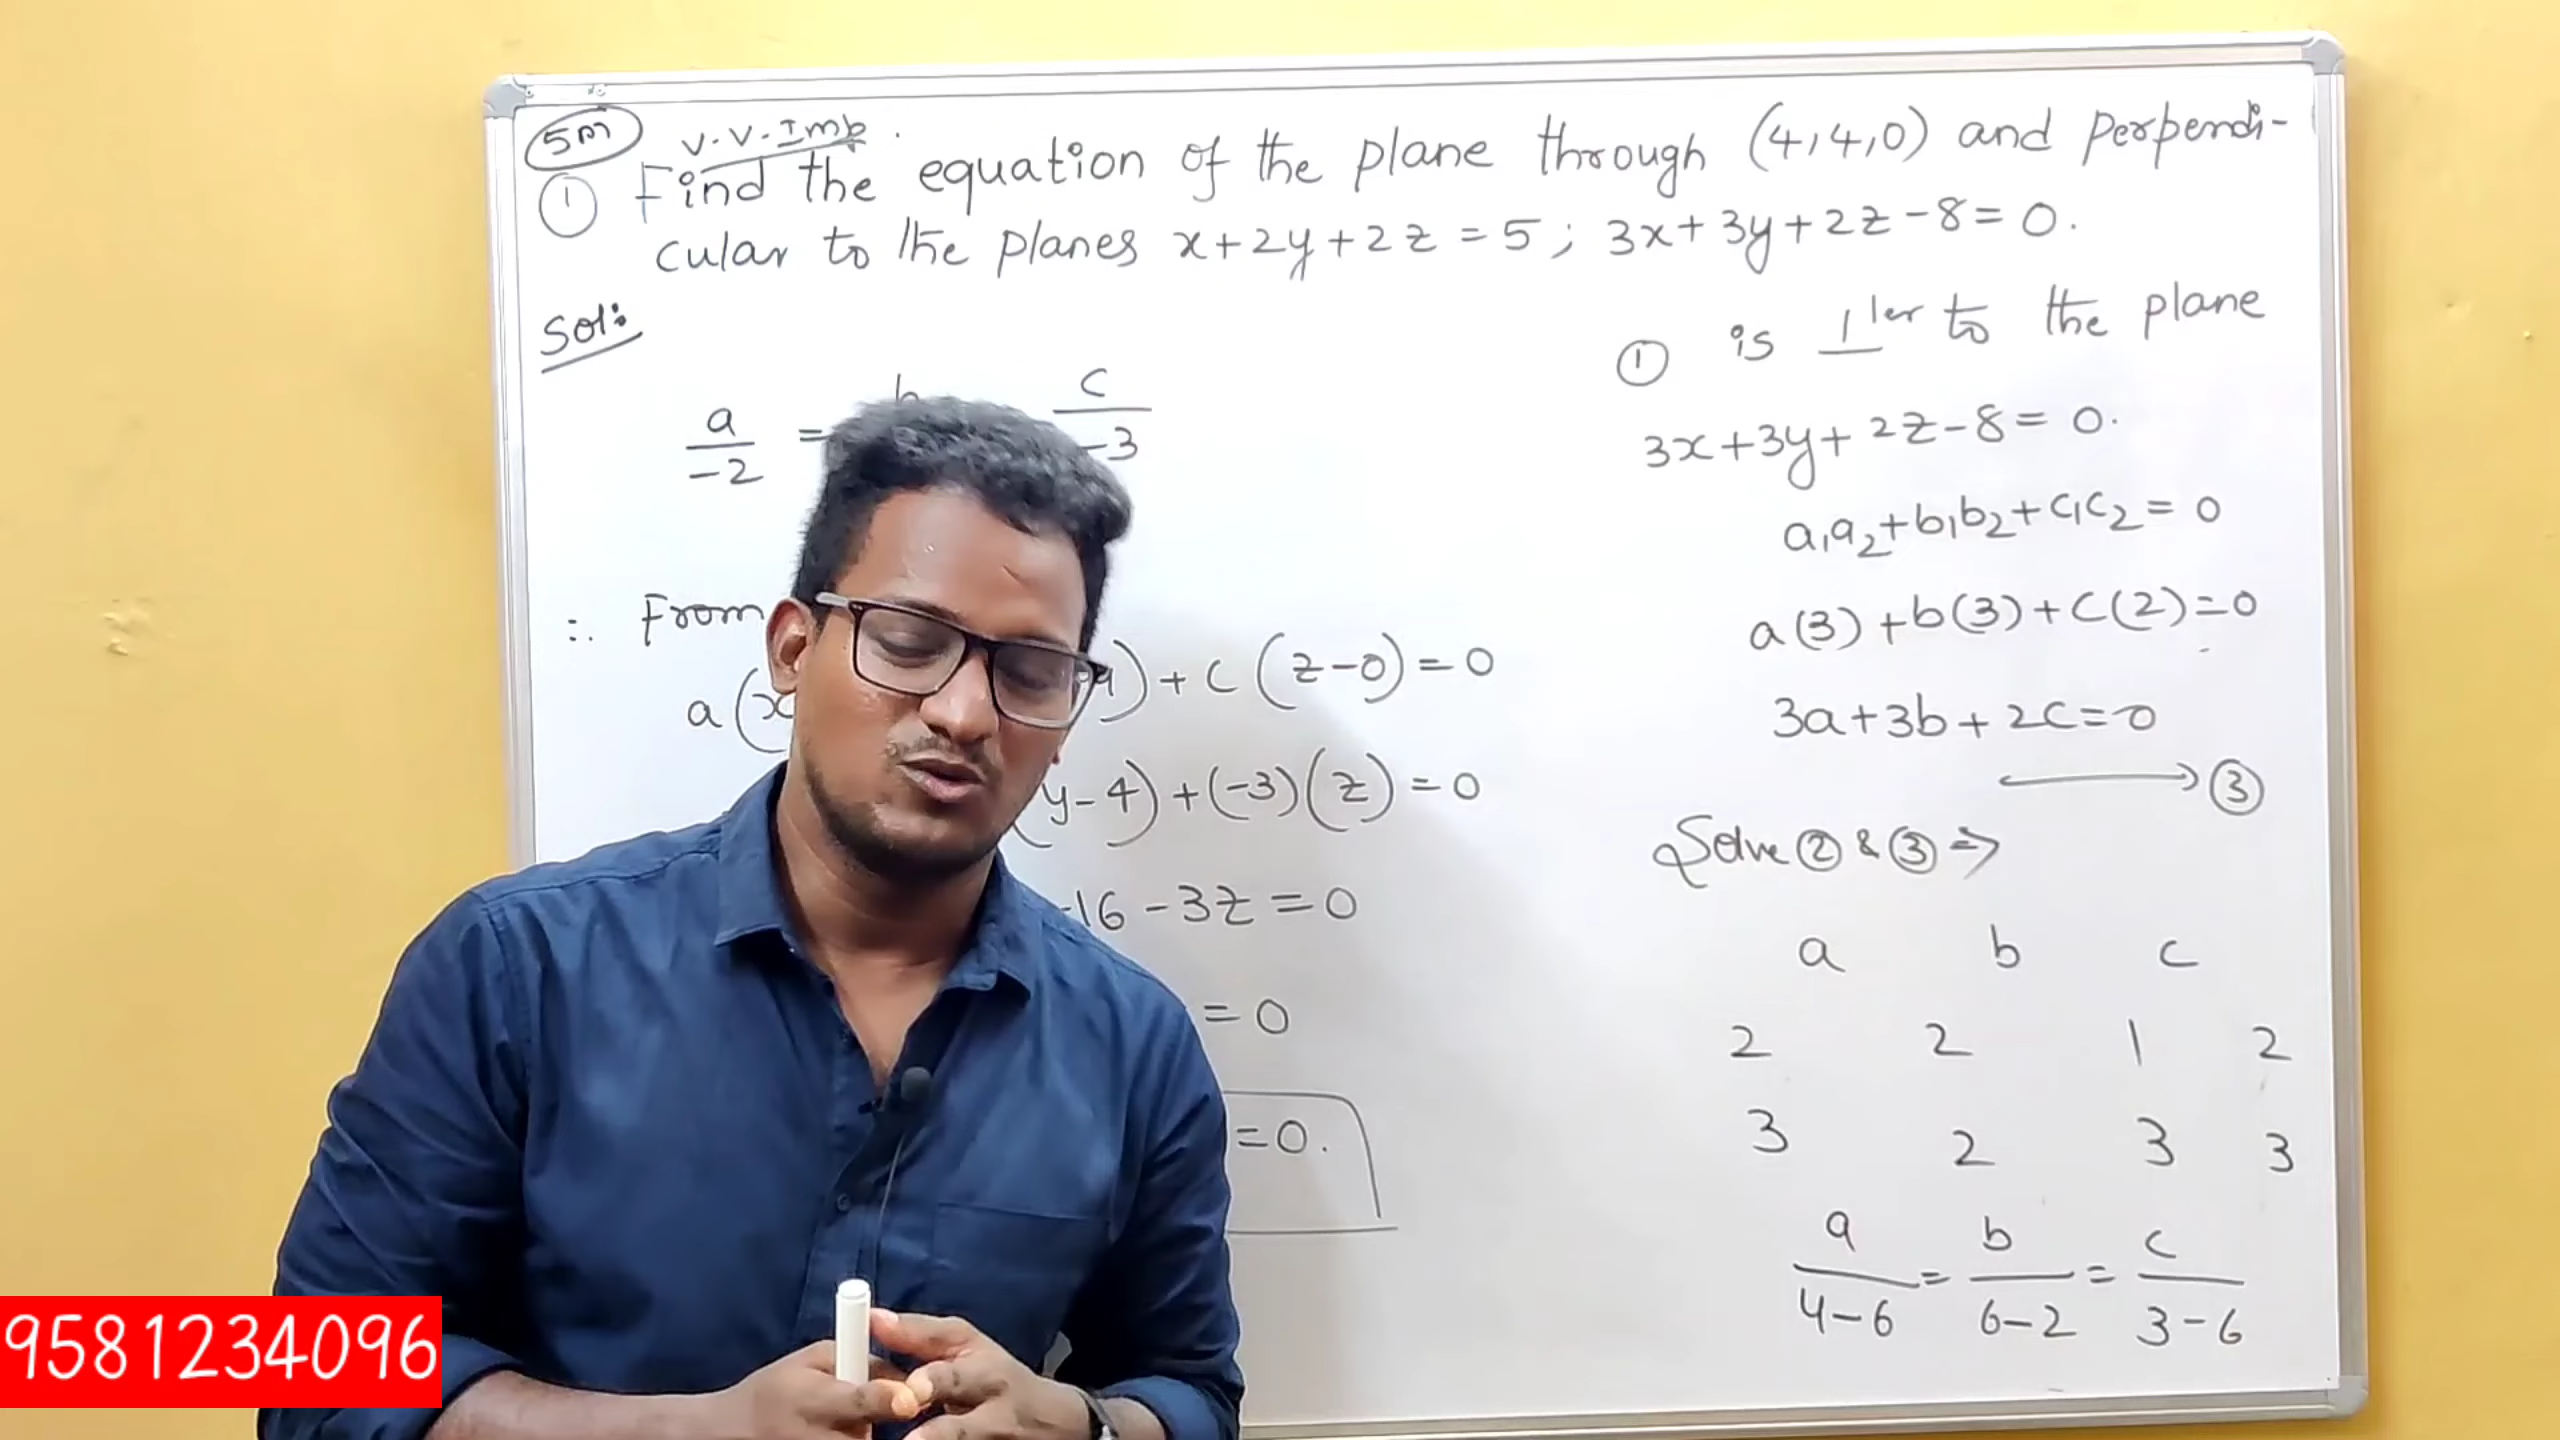 5m V.V.Imp.
① Find the equation of the plane through (4,4,0) and perpendi-
cular to the planes x+2y+2z=5; 3x+3y+2z-8=0.
Sol:
a/-2 = c/-3
∴ From
a(x ) + c(z-0)=0
(y-4)+(-3)(z)=0
-16-3z=0
=0
=0.
① is ⊥ler to the plane
3x+3y+2z-8=0.
a₁a₂+b₁b₂+c₁c₂=0
a(3)+b(3)+c(2)=0
3a+3b+2c=0
→ ③
Solve ② & ③ ⇒
a b c
2 2 1 2
3 2 3 3
a/4-6 = b/6-2 = c/3-6
9581234096